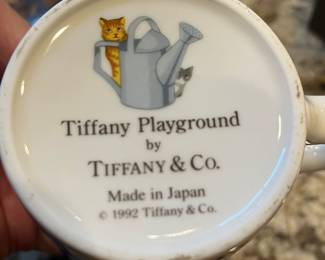 Tiffany Playground
by
TIFFANY & CO.
Made in Japan
© 1992 Tiffany & Co.